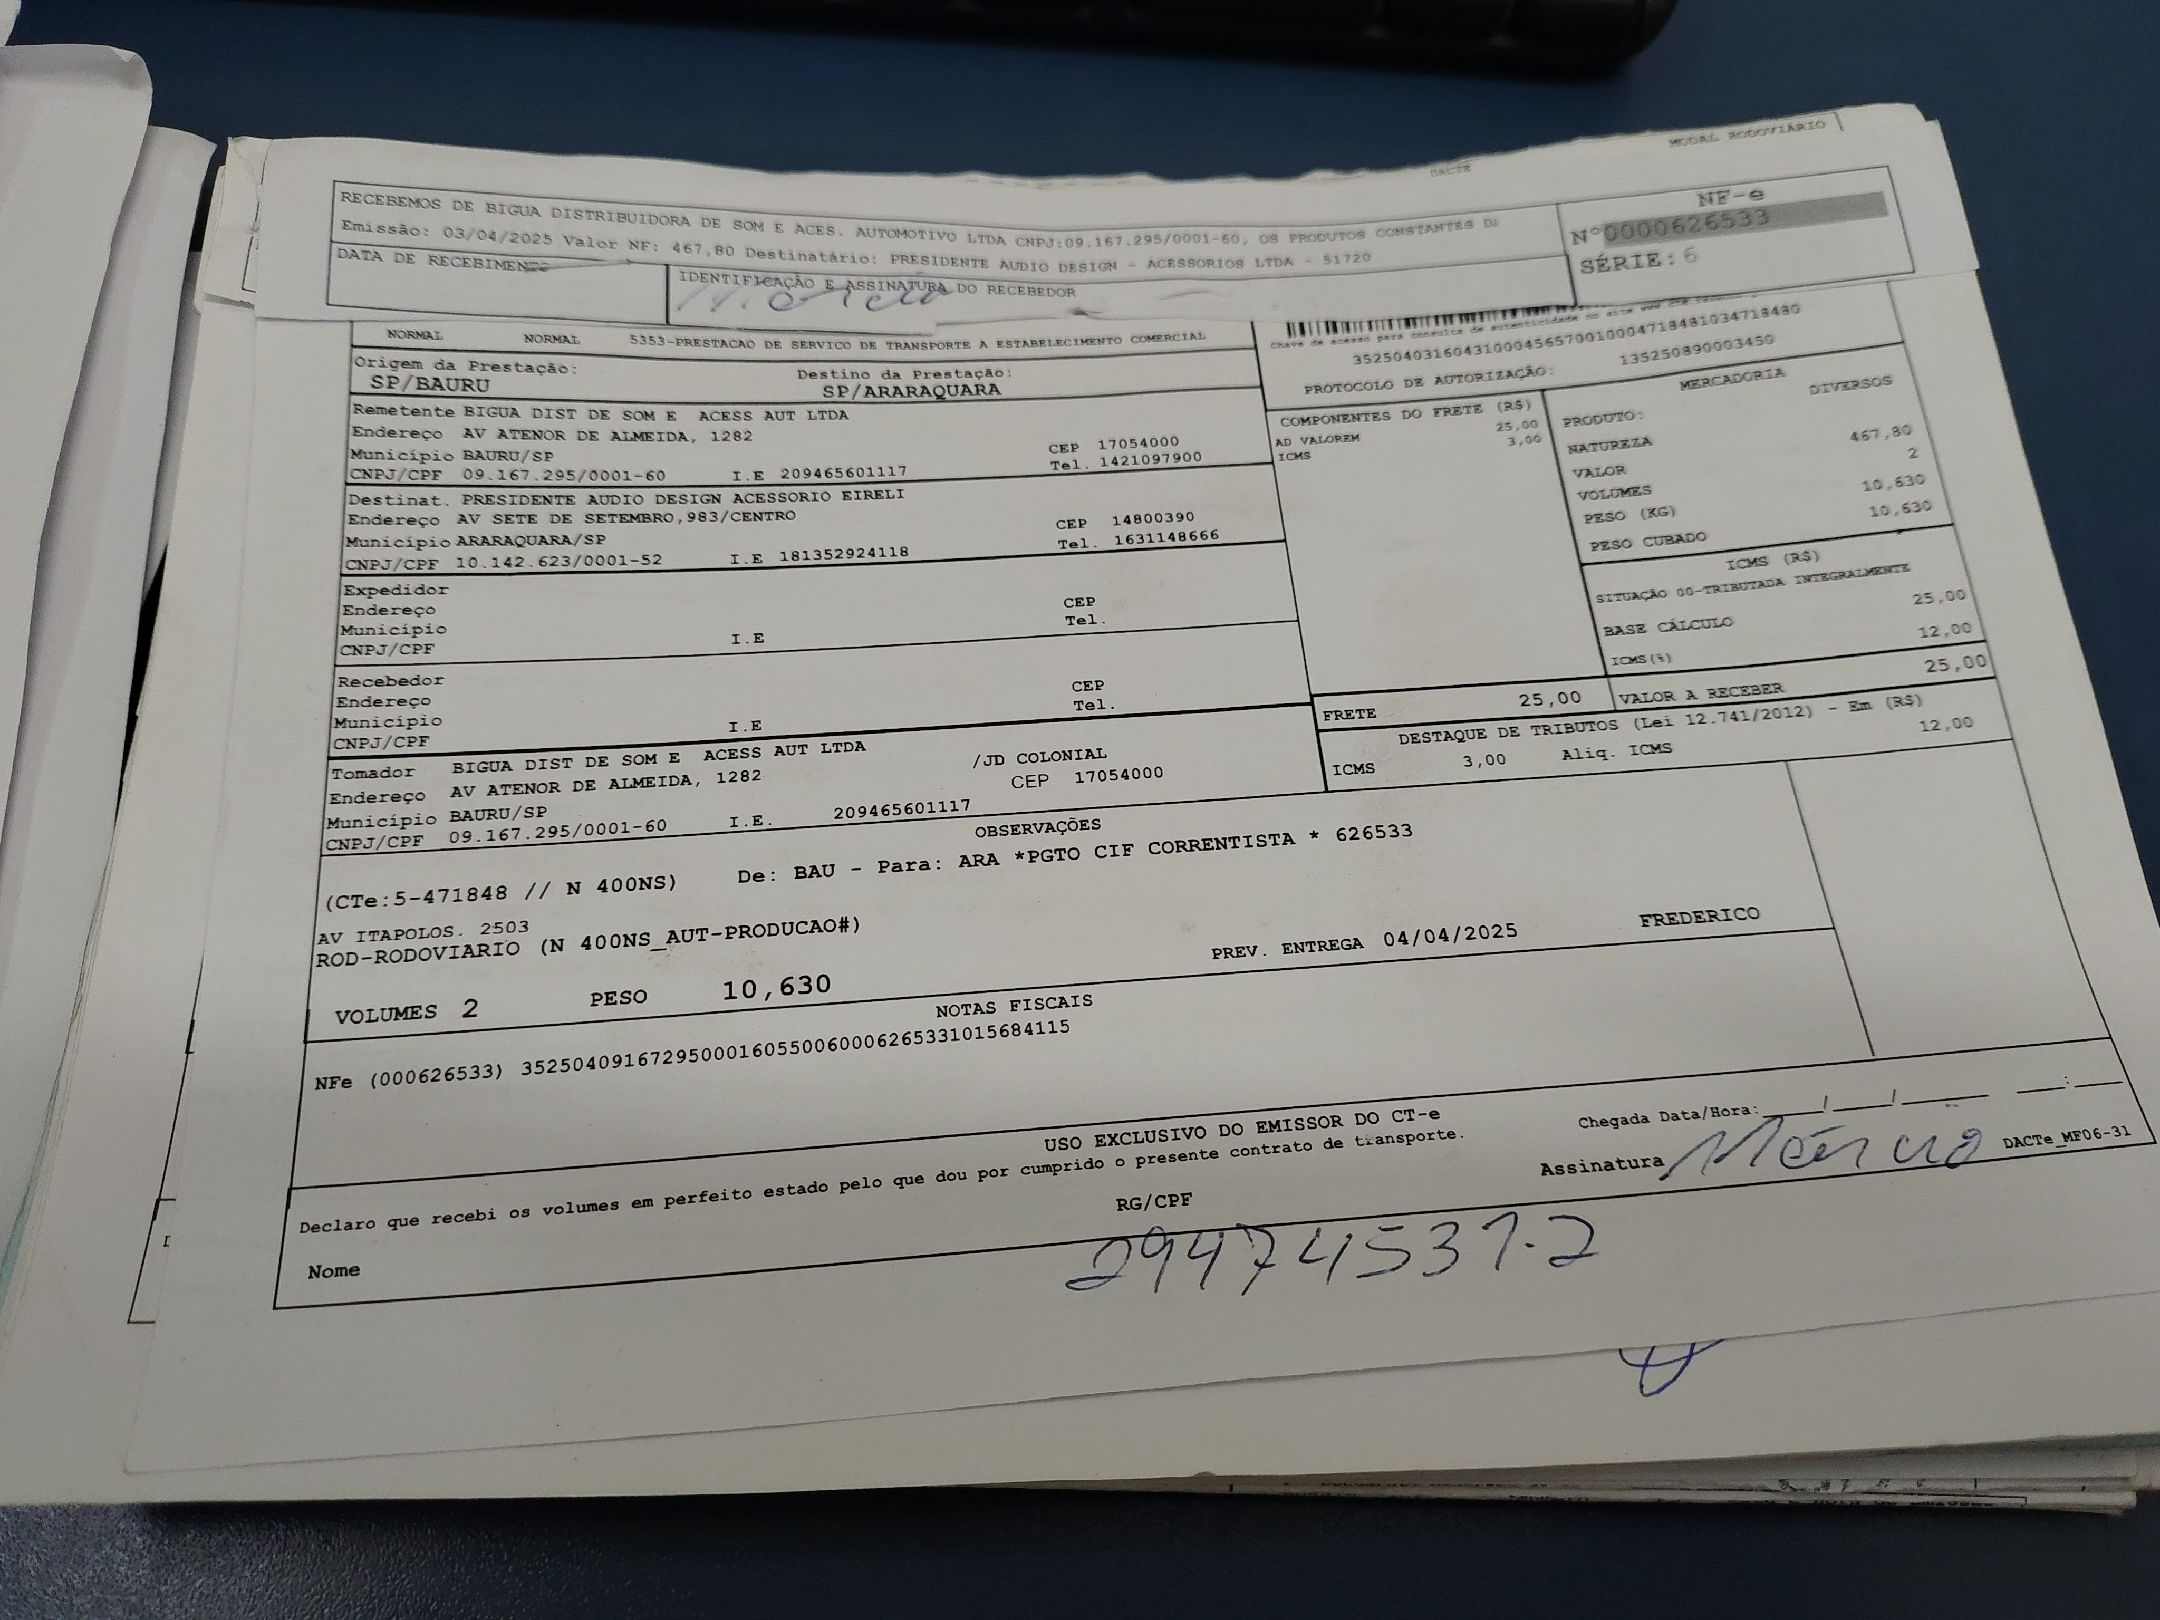 MODAL RODOVIÁRIO
DACTE
RECEBEMOS DE BIGUA DISTRIBUIDORA DE SOM E ACES. AUTOMOTIVO LTDA CNPJ:09.167.295/0001-60, OS PRODUTOS CONSTANTES DA
Emissão: 03/04/2025 Valor NF: 467,80 Destinatário: PRESIDENTE AUDIO DESIGN - ACESSORIOS LTDA - 51720
NF-e
N°0000626533
SÉRIE: 6
DATA DE RECEBIMENTO
IDENTIFICAÇÃO E ASSINATURA DO RECEBEDOR
NORMAL NORMAL 5353-PRESTACAO DE SERVICO DE TRANSPORTE A ESTABELECIMENTO COMERCIAL
Chave de acesso para consulta de autenticidade no site www.cte
35250403160431000456570010004718481034718480
PROTOCOLO DE AUTORIZAÇÃO: 135250890003450
Origem da Prestação:
SP/BAURU
Destino da Prestação:
SP/ARARAQUARA
Remetente BIGUA DIST DE SOM E ACESS AUT LTDA
Endereço AV ATENOR DE ALMEIDA, 1282 CEP 17054000
Município BAURU/SP Tel. 1421097900
CNPJ/CPF 09.167.295/0001-60 I.E 209465601117
Destinat. PRESIDENTE AUDIO DESIGN ACESSORIO EIRELI
Endereço AV SETE DE SETEMBRO,983/CENTRO CEP 14800390
Município ARARAQUARA/SP Tel. 1631148666
CNPJ/CPF 10.142.623/0001-52 I.E 181352924118
Expedidor
Endereço CEP
Município Tel.
CNPJ/CPF I.E
Recebedor
Endereço CEP
Município Tel.
CNPJ/CPF I.E
Tomador BIGUA DIST DE SOM E ACESS AUT LTDA
Endereço AV ATENOR DE ALMEIDA, 1282 /JD COLONIAL
Município BAURU/SP CEP 17054000
CNPJ/CPF 09.167.295/0001-60 I.E. 209465601117
COMPONENTES DO FRETE (R$)
AD VALOREM 25,00
ICMS 3,00
MERCADORIA
PRODUTO: DIVERSOS
NATUREZA
VALOR 467,80
VOLUMES 2
PESO (KG) 10,630
PESO CUBADO 10,630
ICMS (R$)
SITUAÇÃO 00-TRIBUTADA INTEGRALMENTE
BASE CÁLCULO 25,00
ICMS(%) 12,00
FRETE 25,00 VALOR A RECEBER 25,00
DESTAQUE DE TRIBUTOS (Lei 12.741/2012) - Em (R$)
ICMS 3,00 Aliq. ICMS 12,00
OBSERVAÇÕES
(CTe:5-471848 // N 400NS) De: BAU - Para: ARA *PGTO CIF CORRENTISTA * 626533
AV ITAPOLOS. 2503
ROD-RODOVIARIO (N 400NS_AUT-PRODUCAO#)
PREV. ENTREGA 04/04/2025 FREDERICO
VOLUMES 2 PESO 10,630
NOTAS FISCAIS
NFe (000626533) 35250409167295000160550060006265331015684115
USO EXCLUSIVO DO EMISSOR DO CT-e
Declaro que recebi os volumes em perfeito estado pelo que dou por cumprido o presente contrato de transporte.
Chegada Data/Hora: / / :
Assinatura Márcio
DACTe_MF06-31
Nome
RG/CPF
29474531-2